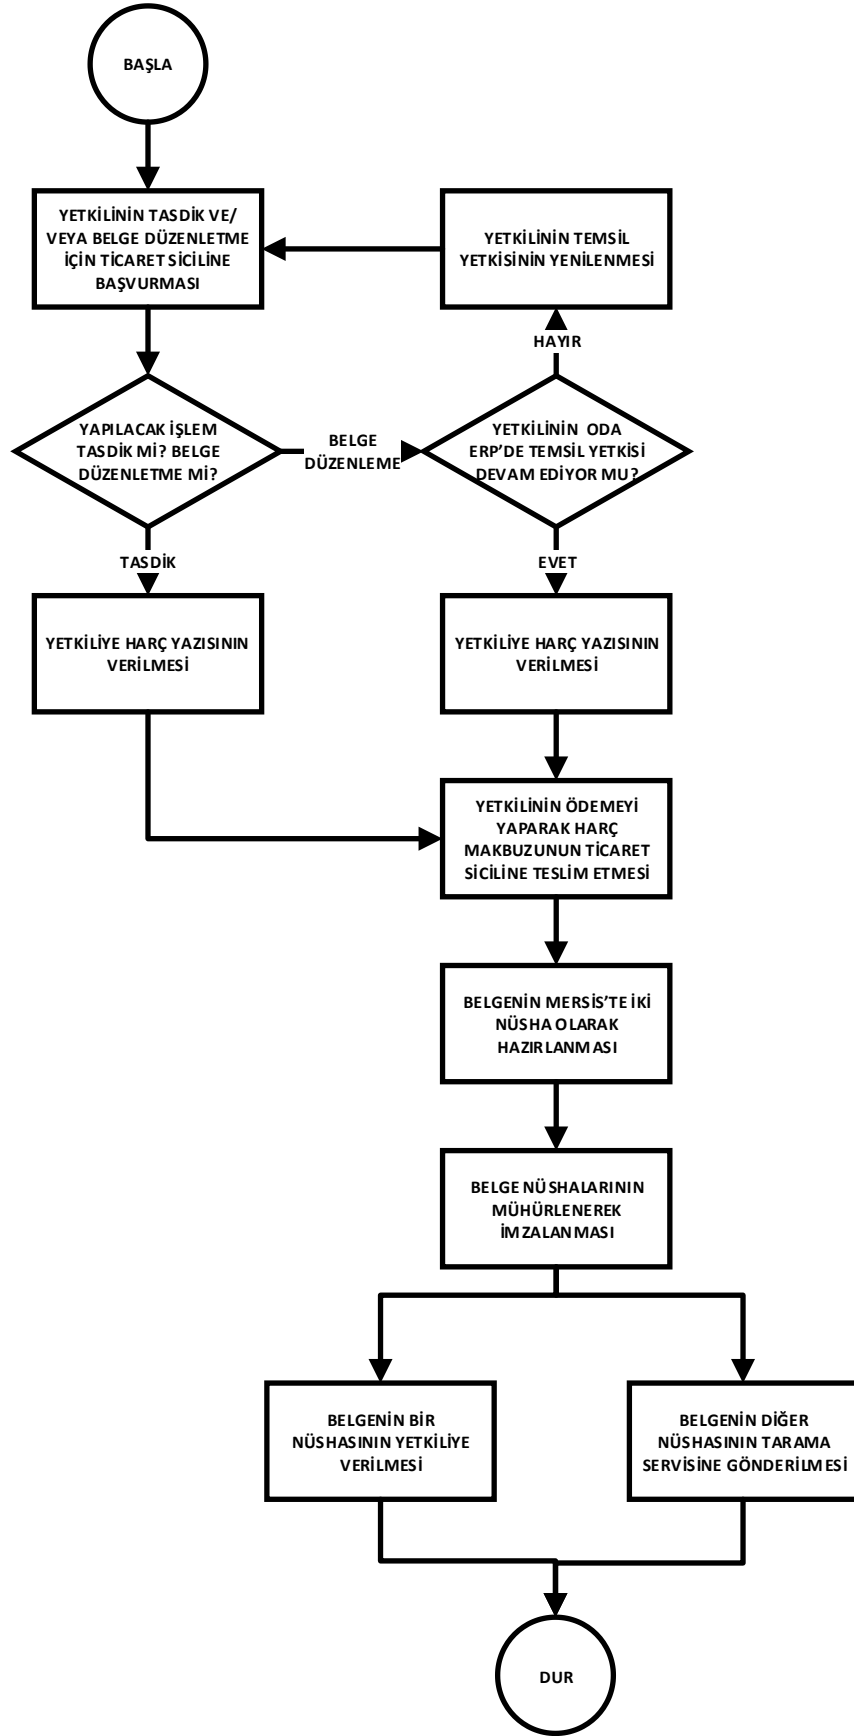 BAŞLA
YETKİLİNİN TASDİK VE/
VEYA BELGE DÜZENLETME
İÇİN TİCARET SİCİLİNE
BAŞVURMASI
YETKİLİNİN TEMSİL
YETKİSİNİN YENİLENMESİ
HAYIR
YAPILACAK İŞLEM
TASDİK Mİ? BELGE
DÜZENLETME Mİ?
BELGE
DÜZENLEME
YETKİLİNİN ODA
ERP’DE TEMSİL YETKİSİ
DEVAM EDİYOR MU?
TASDİK
EVET
YETKİLİYE HARÇ YAZISININ
VERİLMESİ
YETKİLİYE HARÇ YAZISININ
VERİLMESİ
YETKİLİNİN ÖDEMEYİ
YAPARAK HARÇ
MAKBUZUNUN TİCARET
SİCİLİNE TESLİM ETMESİ
BELGENİN MERSİS’TE İKİ
NÜSHA OLARAK
HAZIRLANMASI
BELGE NÜSHALARININ
MÜHÜRLENEREK
İMZALANMASI
BELGENİN BİR
NÜSHASININ YETKİLİYE
VERİLMESİ
BELGENİN DİĞER
NÜSHASININ TARAMA
SERVİSİNE GÖNDERİLMESİ
DUR